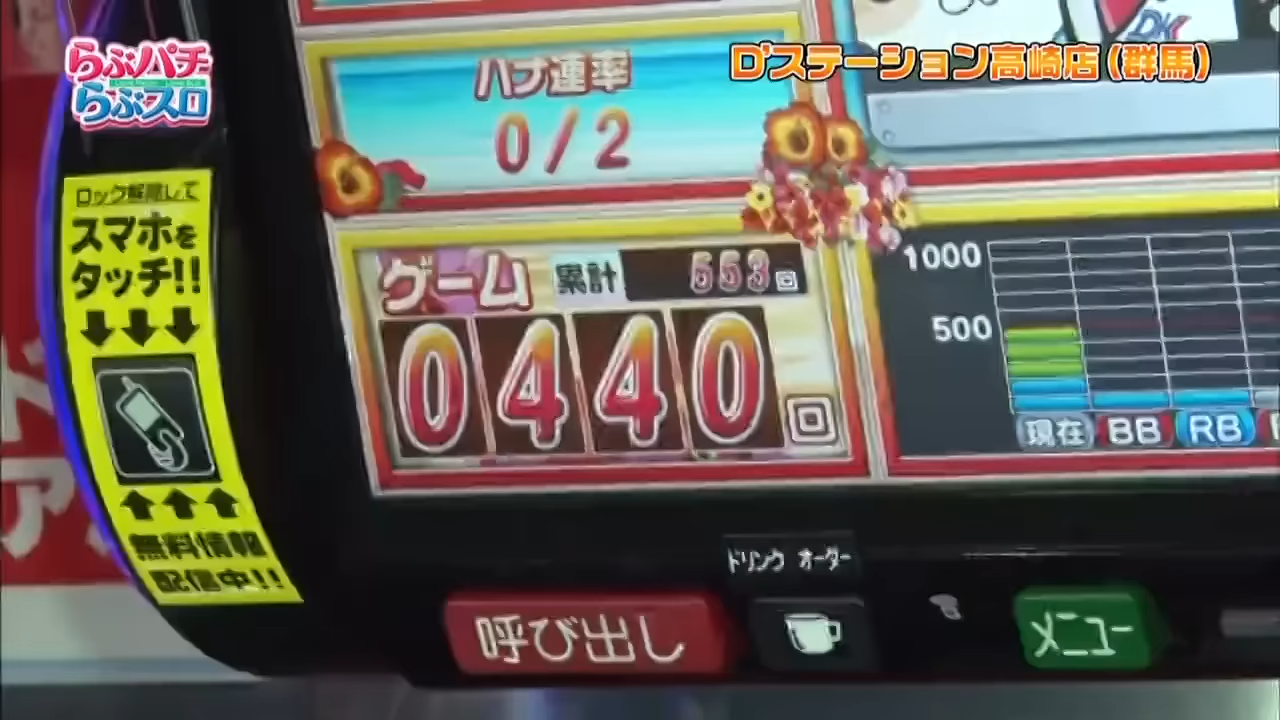 らぶパチ
らぶスロ
D'ステーション高崎店(群馬)
ハナ連率
0/2
ロック解除して
スマホを
タッチ!!
無料情報
配信中!!
ゲーム 累計 553回
0440回
1000
500
現在 BB RB
ドリンク オーダー
呼び出し
メニュー